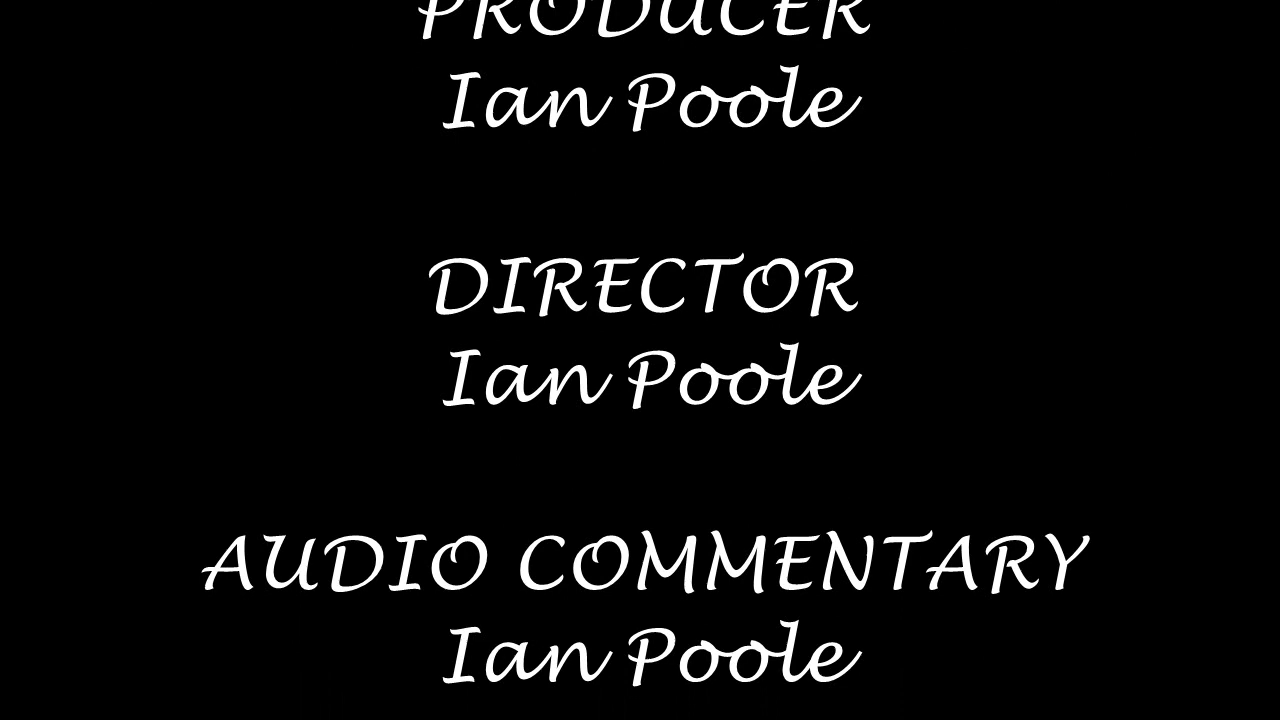 PRODUCER
Ian Poole
DIRECTOR
Ian Poole
AUDIO COMMENTARY
Ian Poole